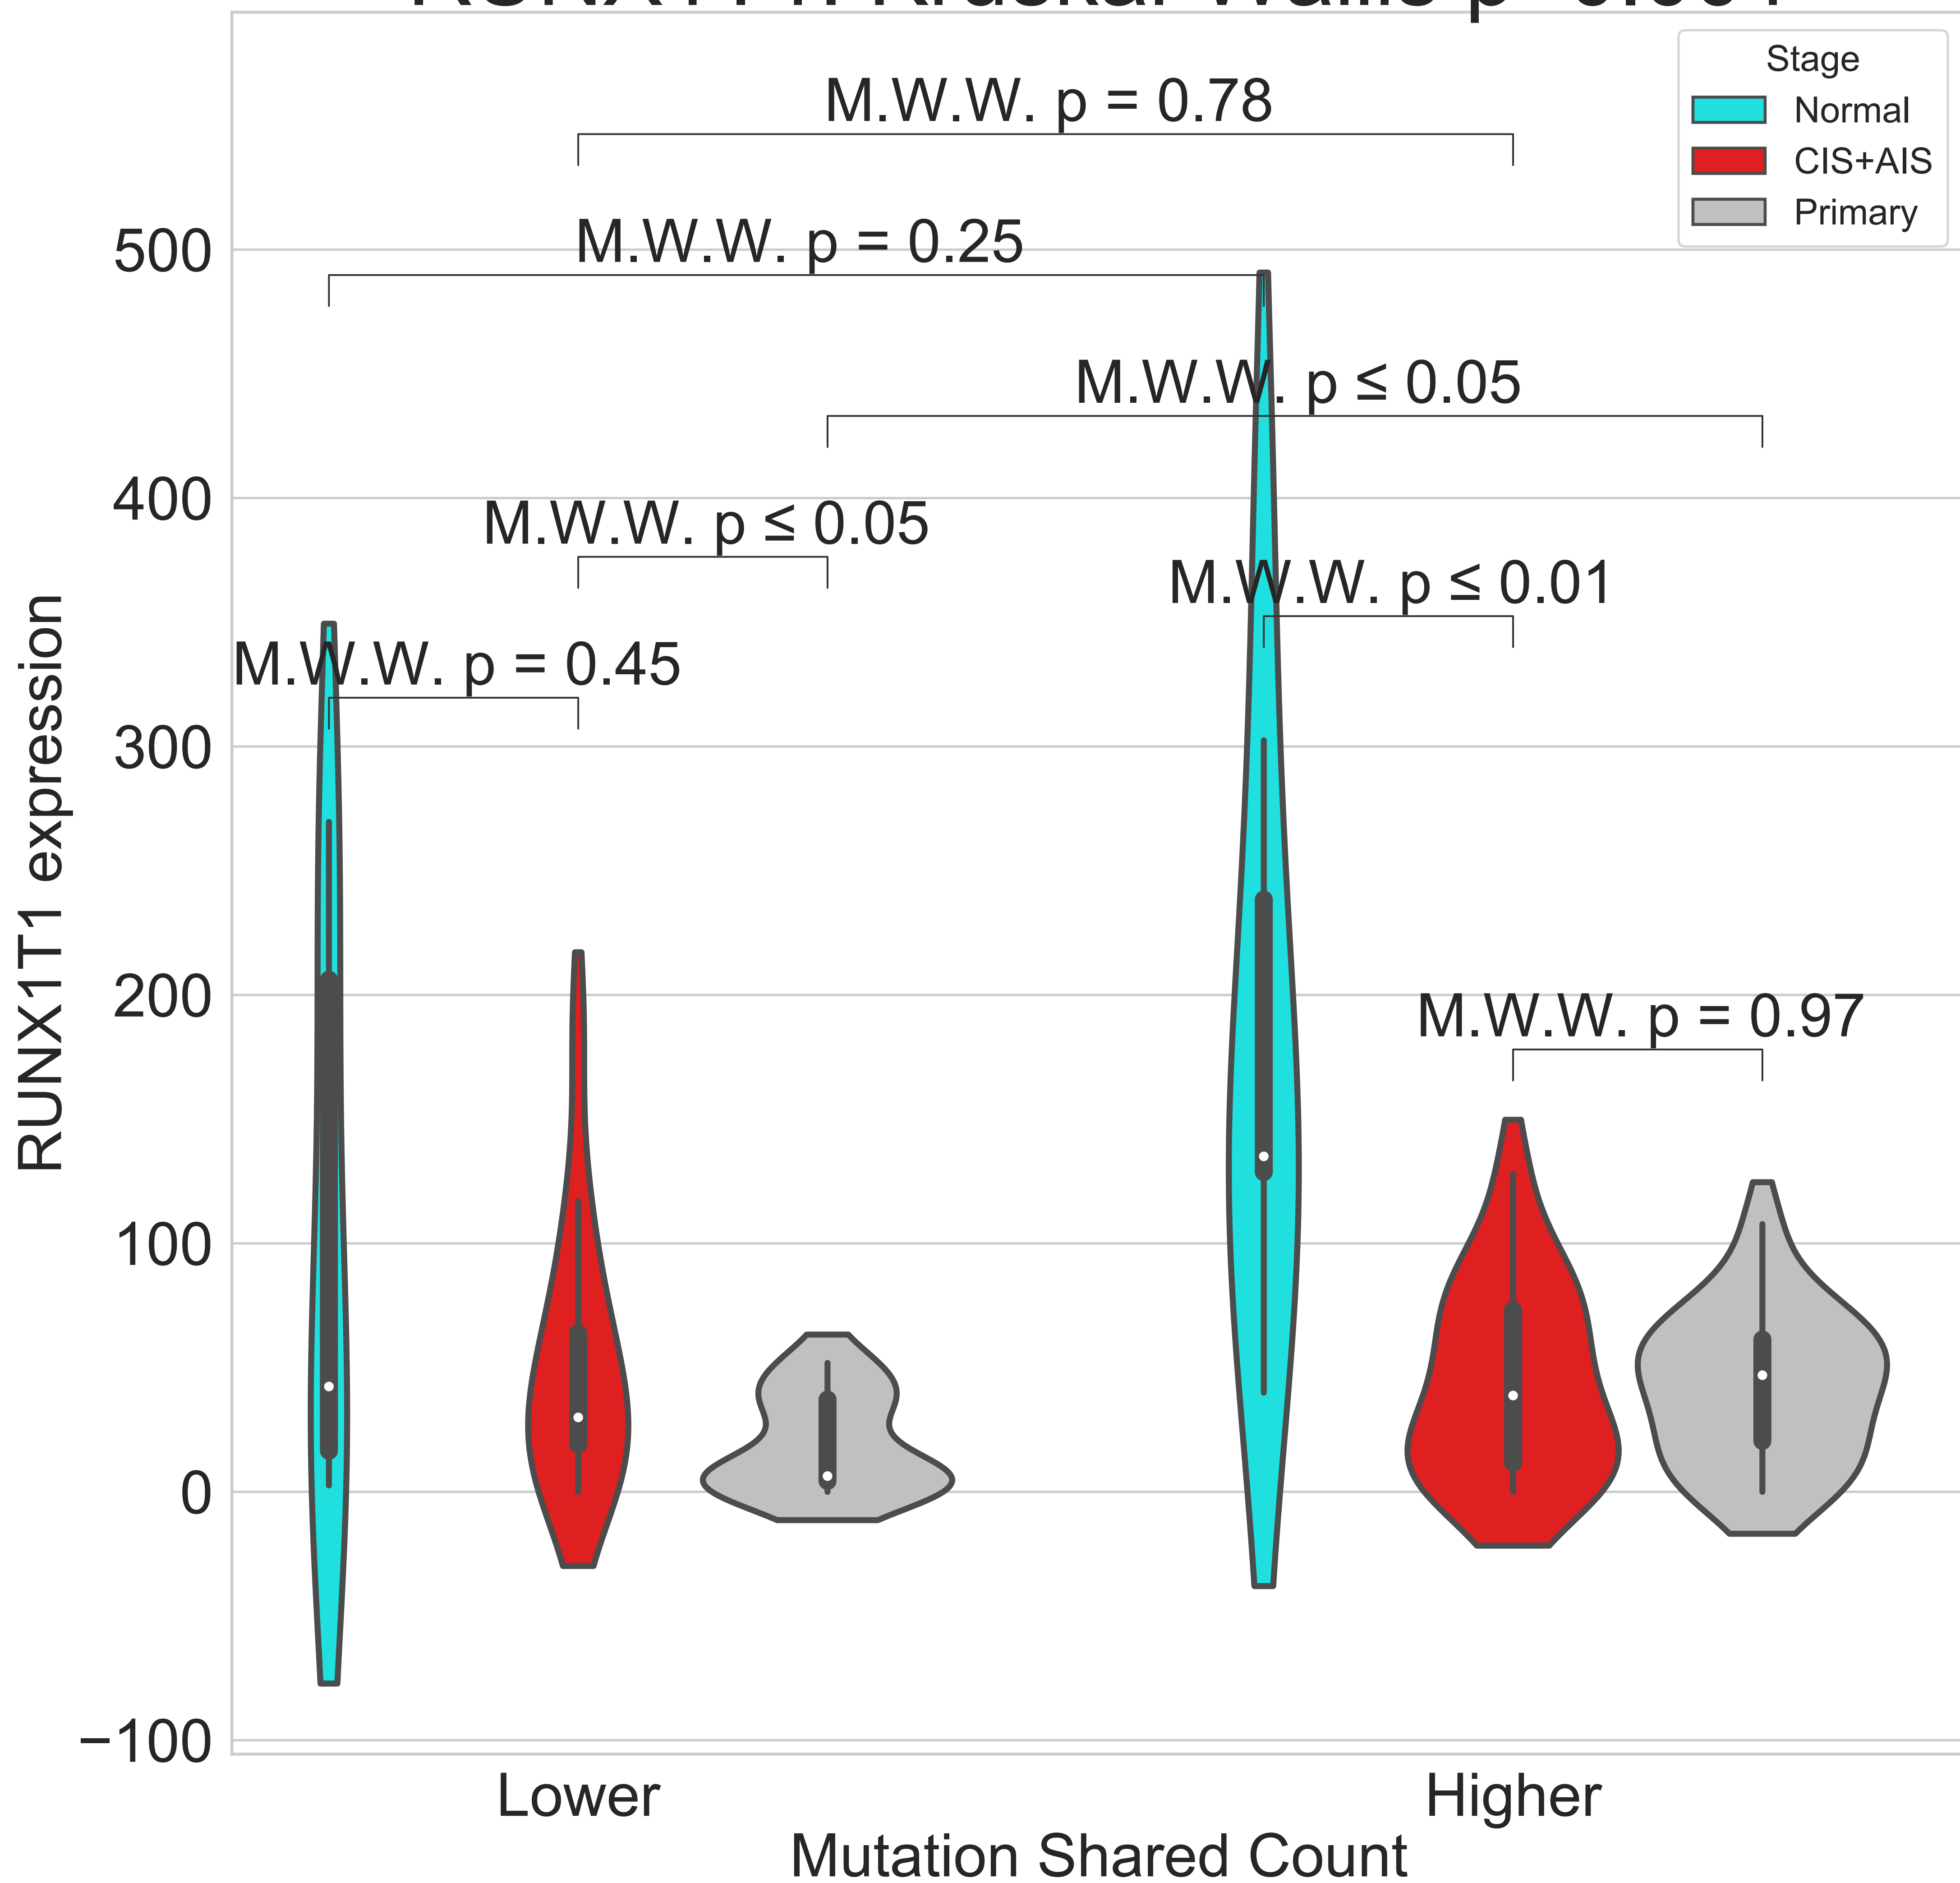 Stage
Normal
CIS+AIS
Primary
M.W.W. p = 0.78
M.W.W. p = 0.25
M.W.W. p ≤ 0.05
M.W.W. p ≤ 0.05
M.W.W. p ≤ 0.01
M.W.W. p = 0.45
M.W.W. p = 0.97
500
400
300
200
100
0
−100
RUNX1T1 expression
Lower
Higher
Mutation Shared Count